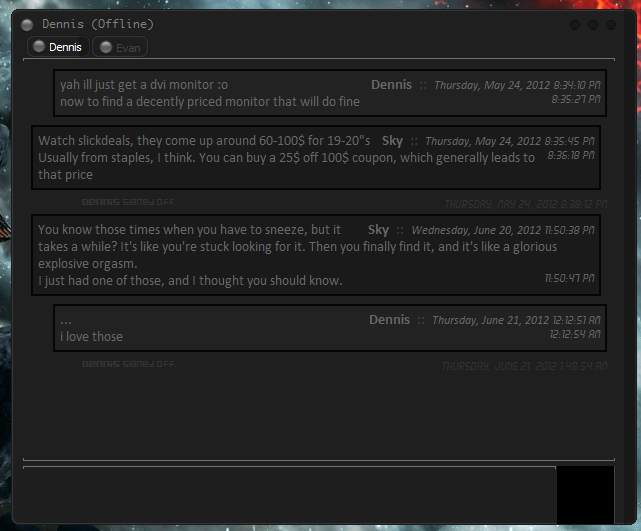 Dennis (Offline)
Dennis Evan
yah ill just get a dvi monitor :o Dennis :: Thursday, May 24, 2012 8:34:10 PM
now to find a decently priced monitor that will do fine 8:35:27 PM
Watch slickdeals, they come up around 60-100$ for 19-20"s Sky :: Thursday, May 24, 2012 8:35:45 PM
Usually from staples, I think. You can buy a 25$ off 100$ coupon, which generally leads to 8:36:18 PM
that price
Dennis signed off. Thursday, May 24, 2012 8:38:12 PM
You know those times when you have to sneeze, but it Sky :: Wednesday, June 20, 2012 11:50:38 PM
takes a while? It's like you're stuck looking for it. Then you finally find it, and it's like a glorious
explosive orgasm.
I just had one of those, and I thought you should know. 11:50:47 PM
... Dennis :: Thursday, June 21, 2012 12:12:51 AM
i love those 12:12:54 AM
Dennis signed off. Thursday, June 21, 2012 1:48:54 AM